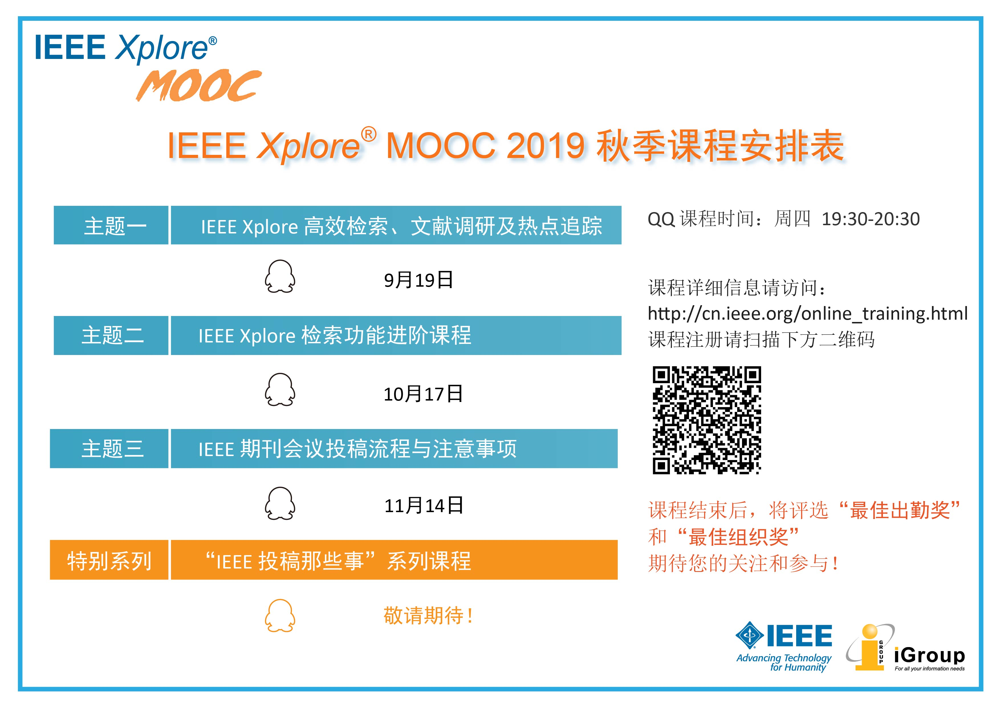 IEEE Xplore®
MOOC
IEEE Xplore® MOOC 2019 秋季课程安排表
主题一
IEEE Xplore 高效检索、文献调研及热点追踪
9月19日
主题二
IEEE Xplore 检索功能进阶课程
10月17日
主题三
IEEE 期刊会议投稿流程与注意事项
11月14日
特别系列
“IEEE 投稿那些事”系列课程
敬请期待！
QQ 课程时间：周四 19:30-20:30
课程详细信息请访问：
http://cn.ieee.org/online_training.html
课程注册请扫描下方二维码
课程结束后，将评选“最佳出勤奖”
和“最佳组织奖”
期待您的关注和参与！
IEEE
Advancing Technology
for Humanity
GROUP
iGroup
For all your information needs